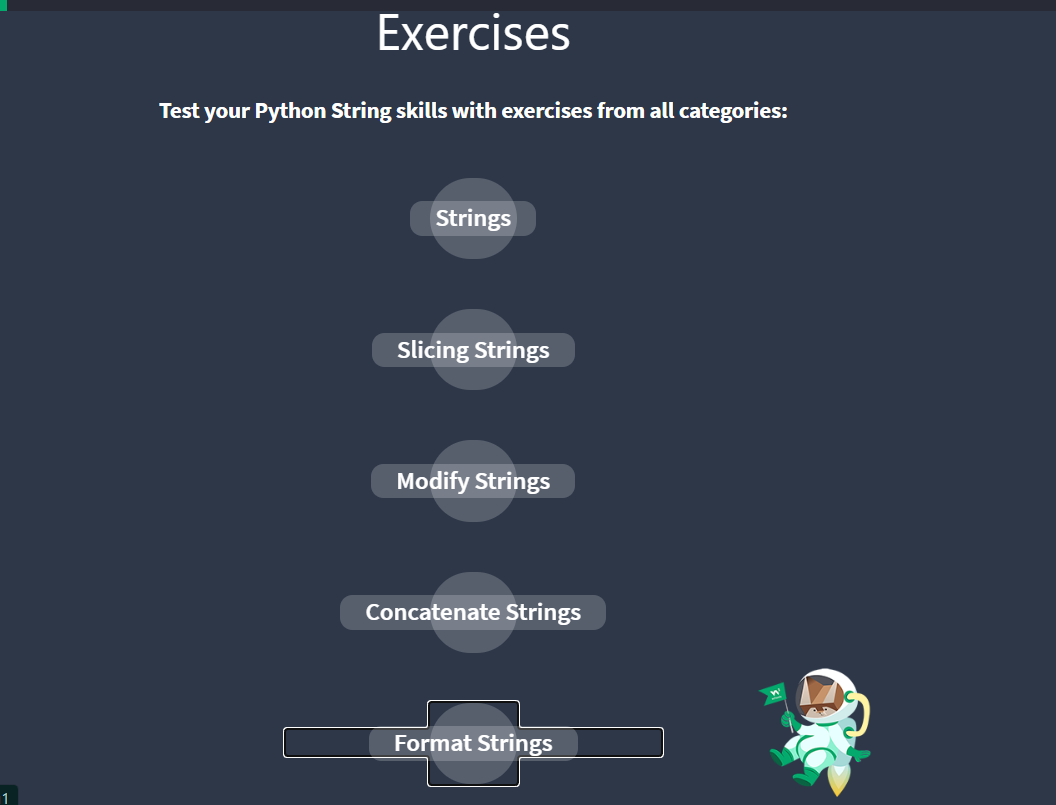 Exercises
Test your Python String skills with exercises from all categories:
Strings
Slicing Strings
Modify Strings
Concatenate Strings
Format Strings
1